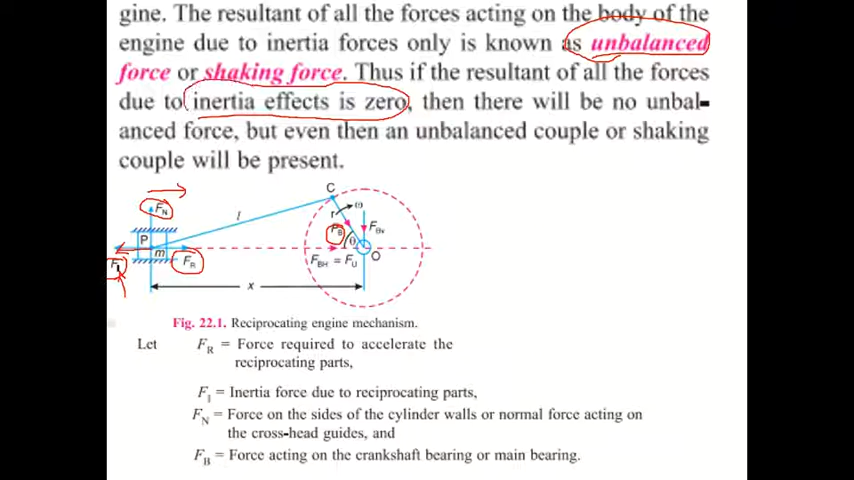 gine. The resultant of all the forces acting on the body of the
engine due to inertia forces only is known as unbalanced
force or shaking force. Thus if the resultant of all the forces
due to inertia effects is zero, then there will be no unbal-
anced force, but even then an unbalanced couple or shaking
couple will be present.
C
F_N
l
r
ω
F_B
F_BV
P
θ
m
F_I
F_R
F_BH = F_U
O
x
Fig. 22.1. Reciprocating engine mechanism.
Let F_R = Force required to accelerate the
reciprocating parts,
F_I = Inertia force due to reciprocating parts,
F_N = Force on the sides of the cylinder walls or normal force acting on
the cross-head guides, and
F_B = Force acting on the crankshaft bearing or main bearing.